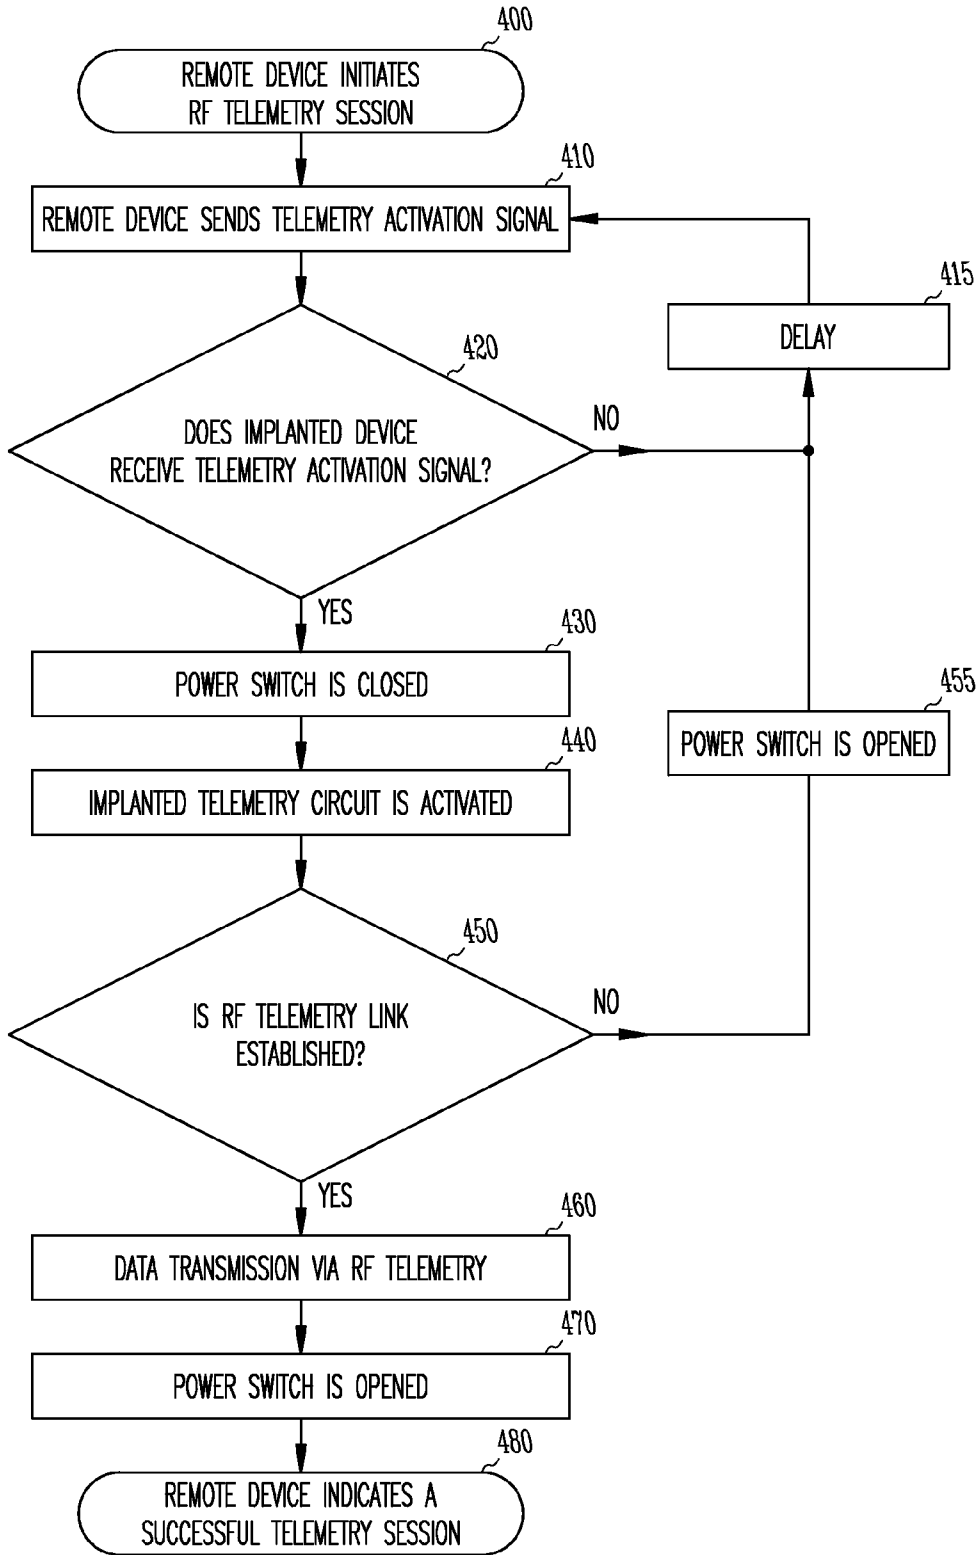 400
REMOTE DEVICE INITIATES
RF TELEMETRY SESSION
410
REMOTE DEVICE SENDS TELEMETRY ACTIVATION SIGNAL
415
DELAY
420
DOES IMPLANTED DEVICE
RECEIVE TELEMETRY ACTIVATION SIGNAL?
NO
YES
430
POWER SWITCH IS CLOSED
455
POWER SWITCH IS OPENED
440
IMPLANTED TELEMETRY CIRCUIT IS ACTIVATED
450
IS RF TELEMETRY LINK
ESTABLISHED?
NO
YES
460
DATA TRANSMISSION VIA RF TELEMETRY
470
POWER SWITCH IS OPENED
480
REMOTE DEVICE INDICATES A
SUCCESSFUL TELEMETRY SESSION